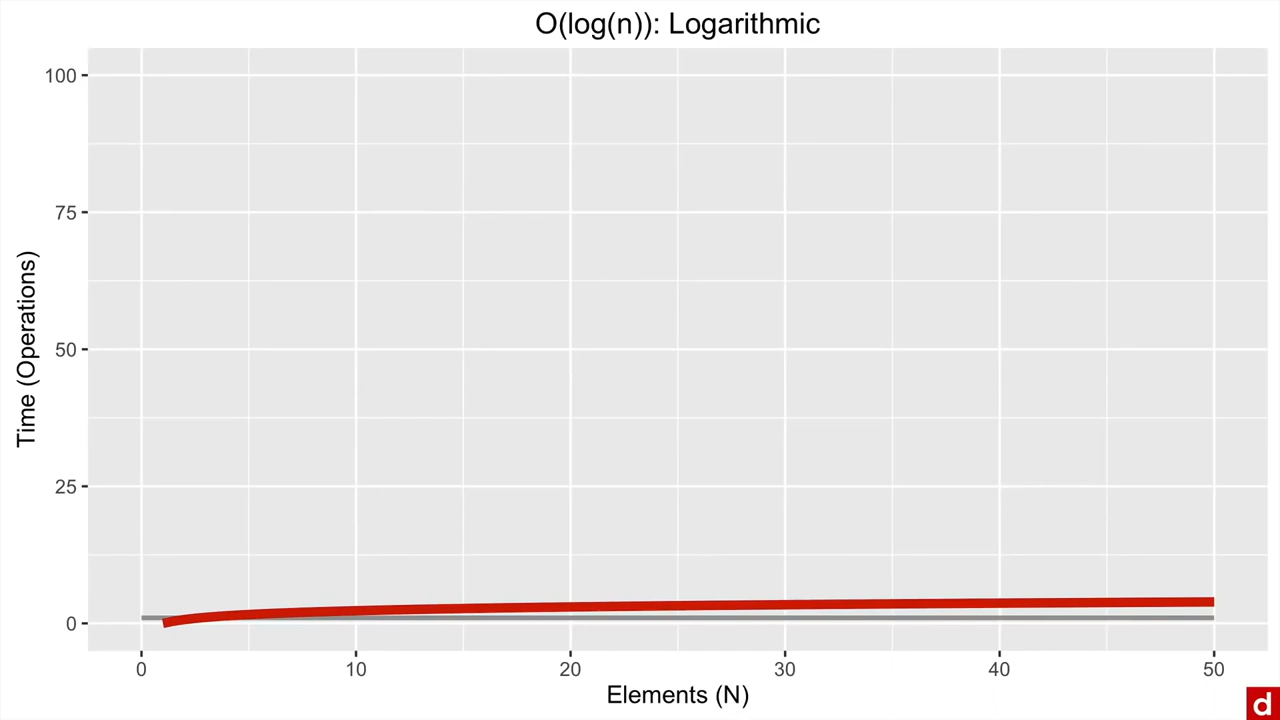 O(log(n)): Logarithmic
100
75
50
25
0
Time (Operations)
0 10 20 30 40 50
Elements (N)
d